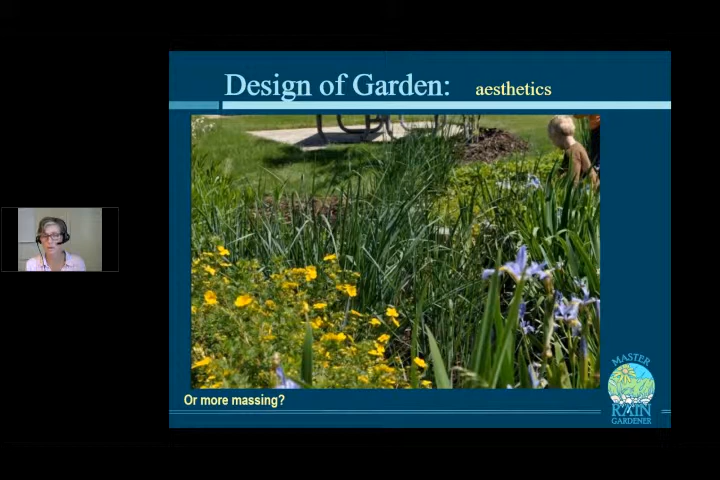 Design of Garden: aesthetics
Or more massing?
MASTER
RAIN
GARDENER